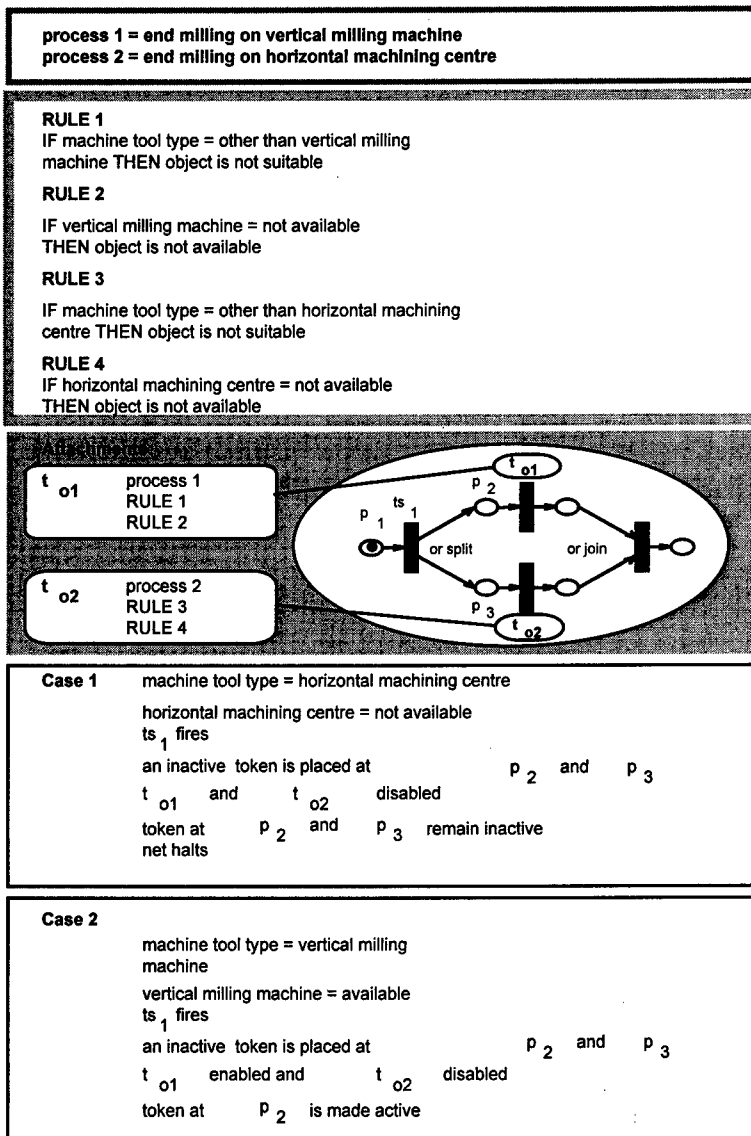 process 1 = end milling on vertical milling machine
process 2 = end milling on horizontal machining centre
RULE 1
IF machine tool type = other than vertical milling
machine THEN object is not suitable
RULE 2
IF vertical milling machine = not available
THEN object is not available
RULE 3
IF machine tool type = other than horizontal machining
centre THEN object is not suitable
RULE 4
IF horizontal machining centre = not available
THEN object is not available
Attachments
t o1 process 1
RULE 1
RULE 2
t o2 process 2
RULE 3
RULE 4
t o1
p 2
ts 1
p 1
or split
or join
p 3
t o2
Case 1 machine tool type = horizontal machining centre
horizontal machining centre = not available
ts 1 fires
an inactive token is placed at p 2 and p 3
t o1 and t o2 disabled
token at p 2 and p 3 remain inactive
net halts
Case 2
machine tool type = vertical milling
machine
vertical milling machine = available
ts 1 fires
an inactive token is placed at p 2 and p 3
t o1 enabled and t o2 disabled
token at p 2 is made active